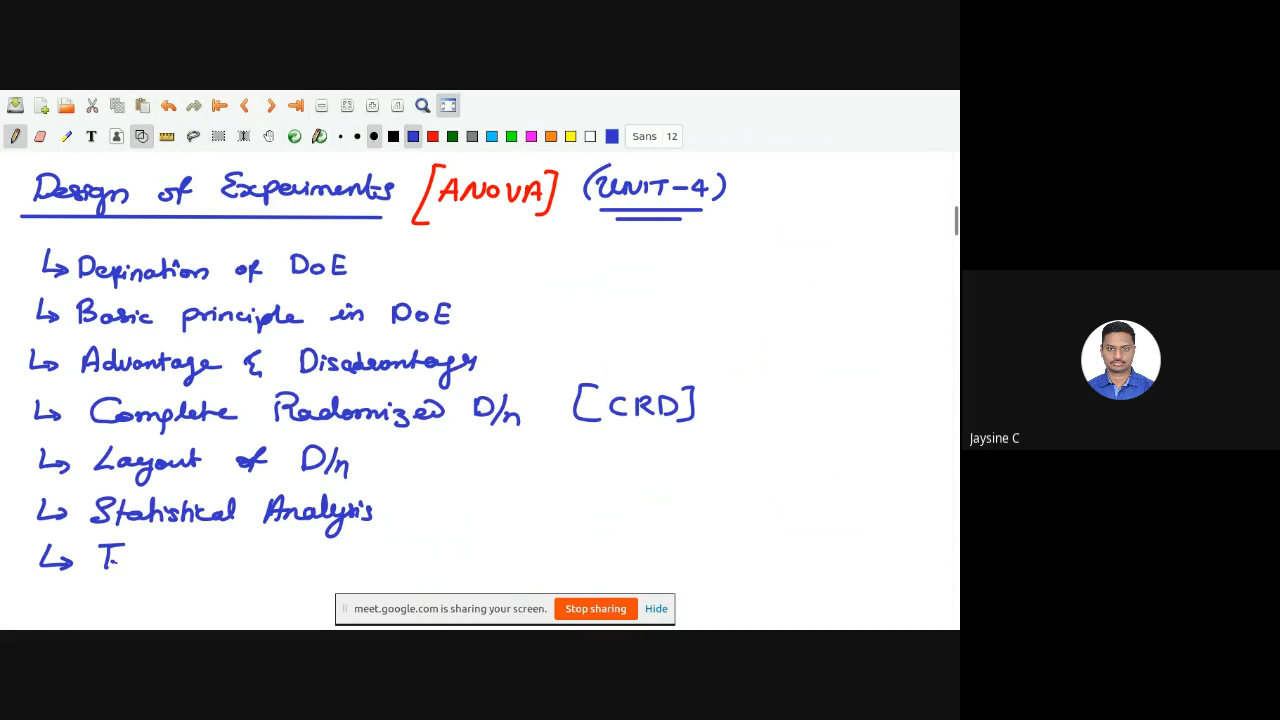 Sans 12
Design of Experiments [ANOVA] (UNIT-4)
↳ Defination of DoE
↳ Basic principle in DoE
↳ Advantage & Disadvantages
↳ Complete Radomized D/n [CRD]
↳ Layout of D/n
↳ Statistical Analysis
↳ T
meet.google.com is sharing your screen. Stop sharing Hide
Jaysine C